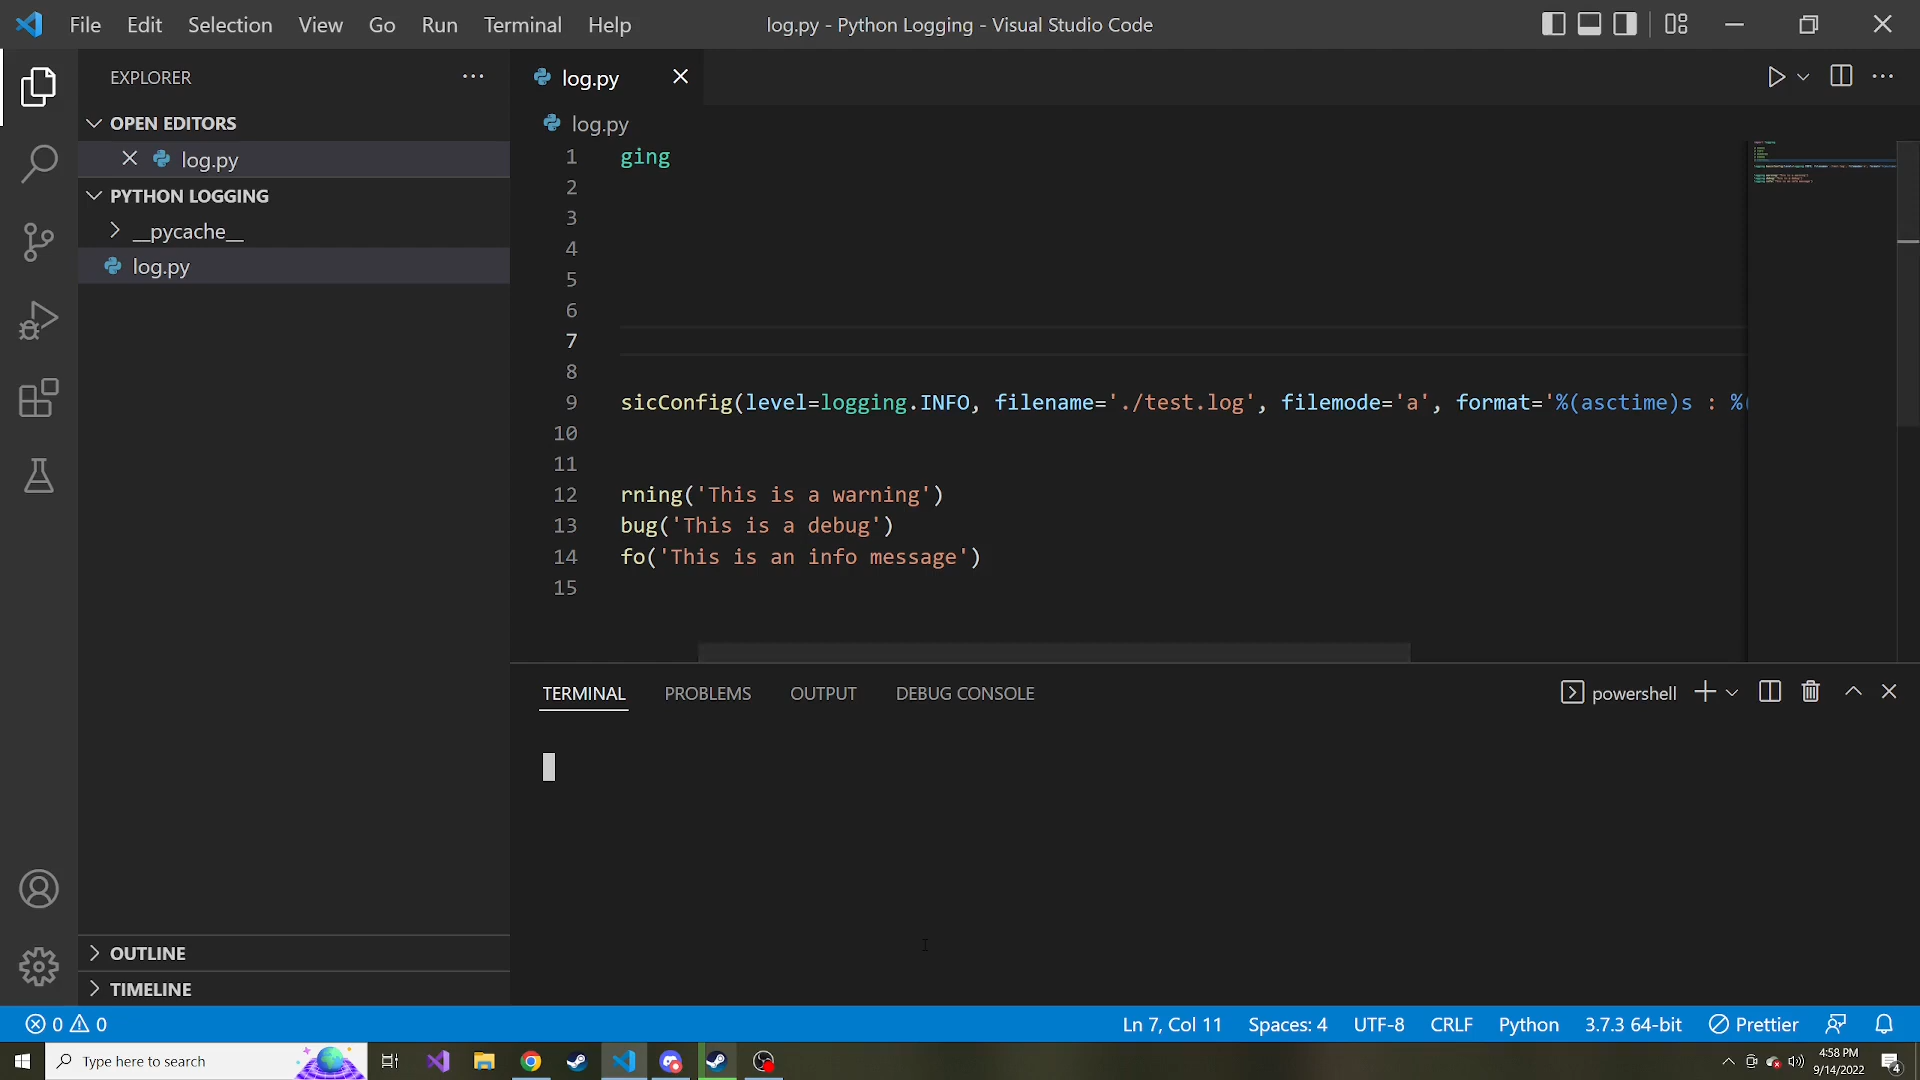 File Edit Selection View Go Run Terminal Help
log.py - Python Logging - Visual Studio Code
EXPLORER
OPEN EDITORS
log.py
PYTHON LOGGING
__pycache__
log.py
OUTLINE
TIMELINE
log.py
log.py
1 ging
2
3
4
5
6
7
8
9 sicConfig(level=logging.INFO, filename='./test.log', filemode='a', format='%(asctime)s : %(
10
11
12 rning('This is a warning')
13 bug('This is a debug')
14 fo('This is an info message')
15
TERMINAL PROBLEMS OUTPUT DEBUG CONSOLE
powershell
0 0
Ln 7, Col 11 Spaces: 4 UTF-8 CRLF Python 3.7.3 64-bit Prettier
Type here to search
4:58 PM
9/14/2022
4